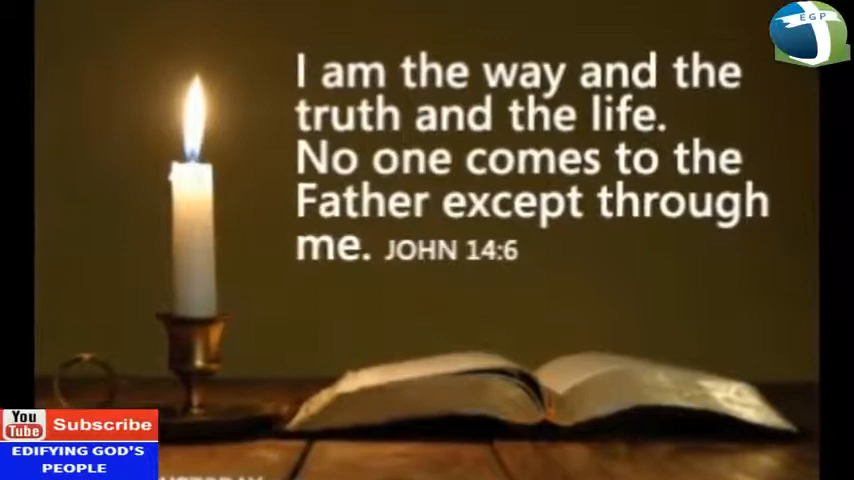 EGP
I am the way and the
truth and the life.
No one comes to the
Father except through
me. JOHN 14:6
You
Tube Subscribe
EDIFYING GOD'S
PEOPLE